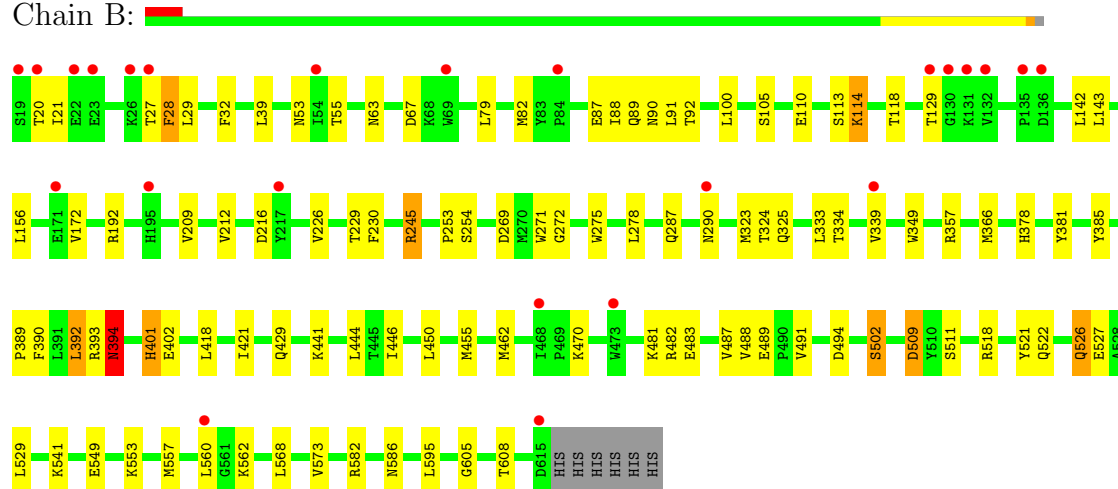 Chain B:
S19 T20 I21 E22 E23 K26 T27 F28 L29 F32 L39 N53 I54 T55 N63 D67 K68 W69 L79 M82 Y83 P84 E87 I88 Q89 N90 L91 T92 L100 S105 E110 S113 K114 T118 T129 G130 K131 V132 P135 D136 L142 L143
L156 E171 V172 R192 H195 V209 V212 D216 Y217 V226 T229 F230 R245 P253 S254 D269 M270 W271 G272 W275 L278 Q287 N290 M323 T324 Q325 L333 T334 V339 W349 R357 M366 H378 Y381 Y385
P389 F390 L391 L392 R393 N394 H401 E402 L418 I421 Q429 K441 L444 T445 I446 L450 M455 M462 I468 P469 K470 W473 K481 R482 E483 V487 V488 E489 P490 V491 D494 S502 D509 Y510 S511 R518 Y521 Q522 Q526 E527
L529 K541 E549 K553 M557 L560 G561 K562 L568 V573 R582 N586 L595 G605 T608 D615 HIS HIS HIS HIS HIS HIS